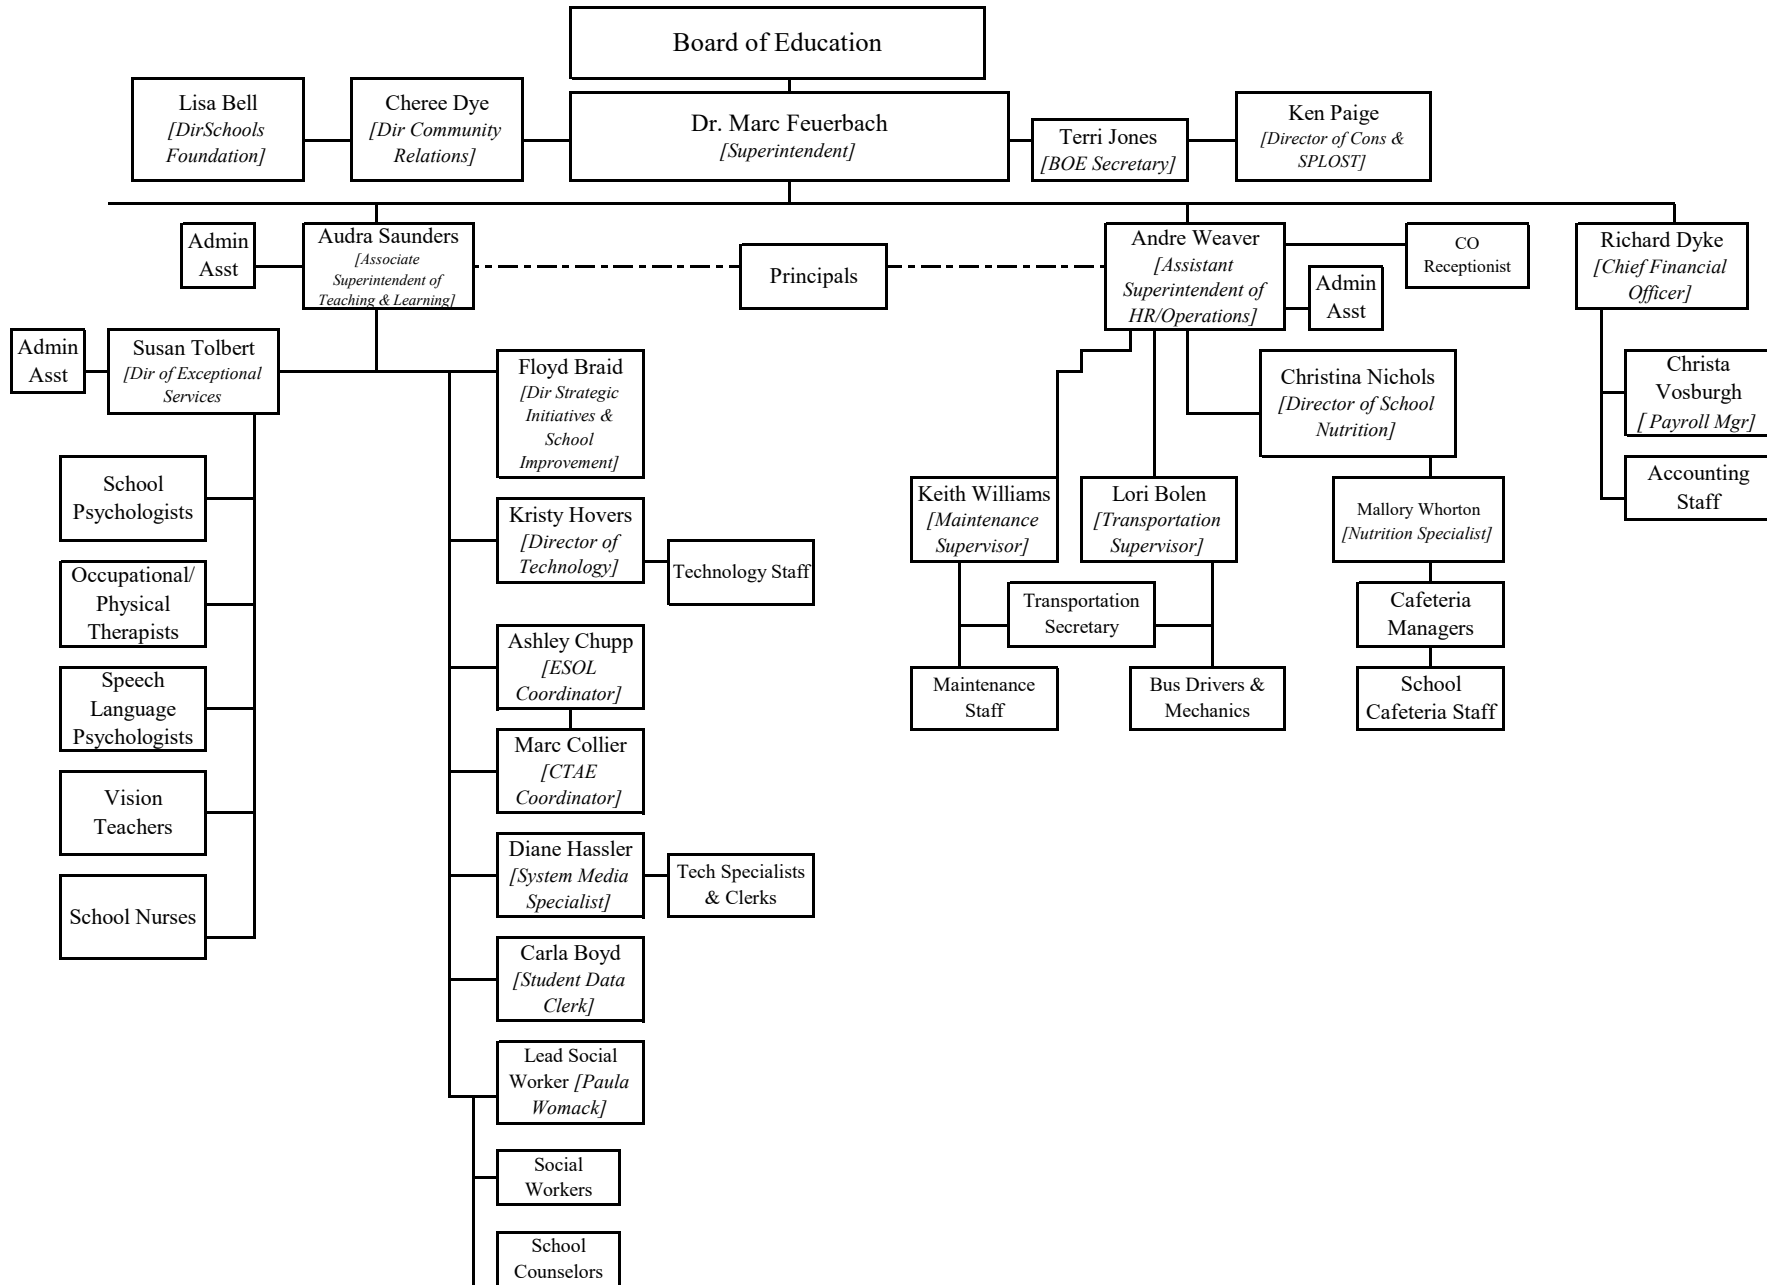 Board of Education
Lisa Bell
[DirSchools
Foundation]
Cheree Dye
[Dir Community
Relations]
Dr. Marc Feuerbach
[Superintendent]
Terri Jones
[BOE Secretary]
Ken Paige
[Director of Cons &
SPLOST]
Admin
Asst
Audra Saunders
[Associate
Superintendent of
Teaching & Learning]
Principals
Andre Weaver
[Assistant
Superintendent of
HR/Operations]
CO
Receptionist
Admin
Asst
Richard Dyke
[Chief Financial
Officer]
Admin
Asst
Susan Tolbert
[Dir of Exceptional
Services
Floyd Braid
[Dir Strategic
Initiatives &
School
Improvement]
Christina Nichols
[Director of School
Nutrition]
Christa
Vosburgh
[ Payroll Mgr]
School
Psychologists
Kristy Hovers
[Director of
Technology]
Technology Staff
Keith Williams
[Maintenance
Supervisor]
Lori Bolen
[Transportation
Supervisor]
Mallory Whorton
[Nutrition Specialist]
Accounting
Staff
Occupational/
Physical
Therapists
Transportation
Secretary
Cafeteria
Managers
Speech
Language
Psychologists
Ashley Chupp
[ESOL
Coordinator]
Maintenance
Staff
Bus Drivers &
Mechanics
School
Cafeteria Staff
Marc Collier
[CTAE
Coordinator]
Vision
Teachers
Diane Hassler
[System Media
Specialist]
Tech Specialists
& Clerks
School Nurses
Carla Boyd
[Student Data
Clerk]
Lead Social
Worker [Paula
Womack]
Social
Workers
School
Counselors